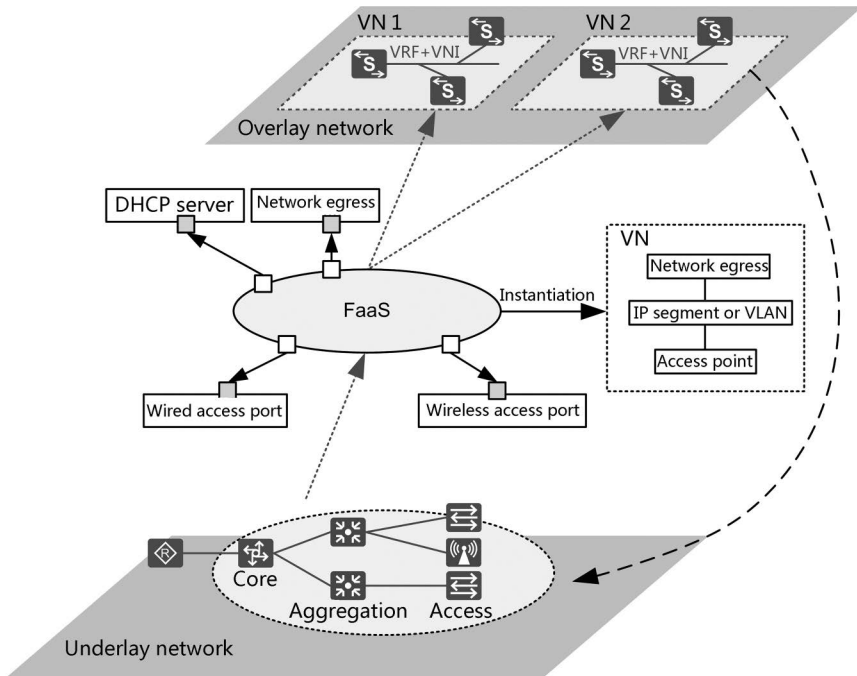 VN 1
VN 2
S
S
VRF+VNI
VRF+VNI
S
S
S
S
Overlay network
DHCP server
Network egress
VN
Network egress
Instantiation
FaaS
IP segment or VLAN
Access point
Wired access port
Wireless access port
R
Core
Aggregation
Access
Underlay network